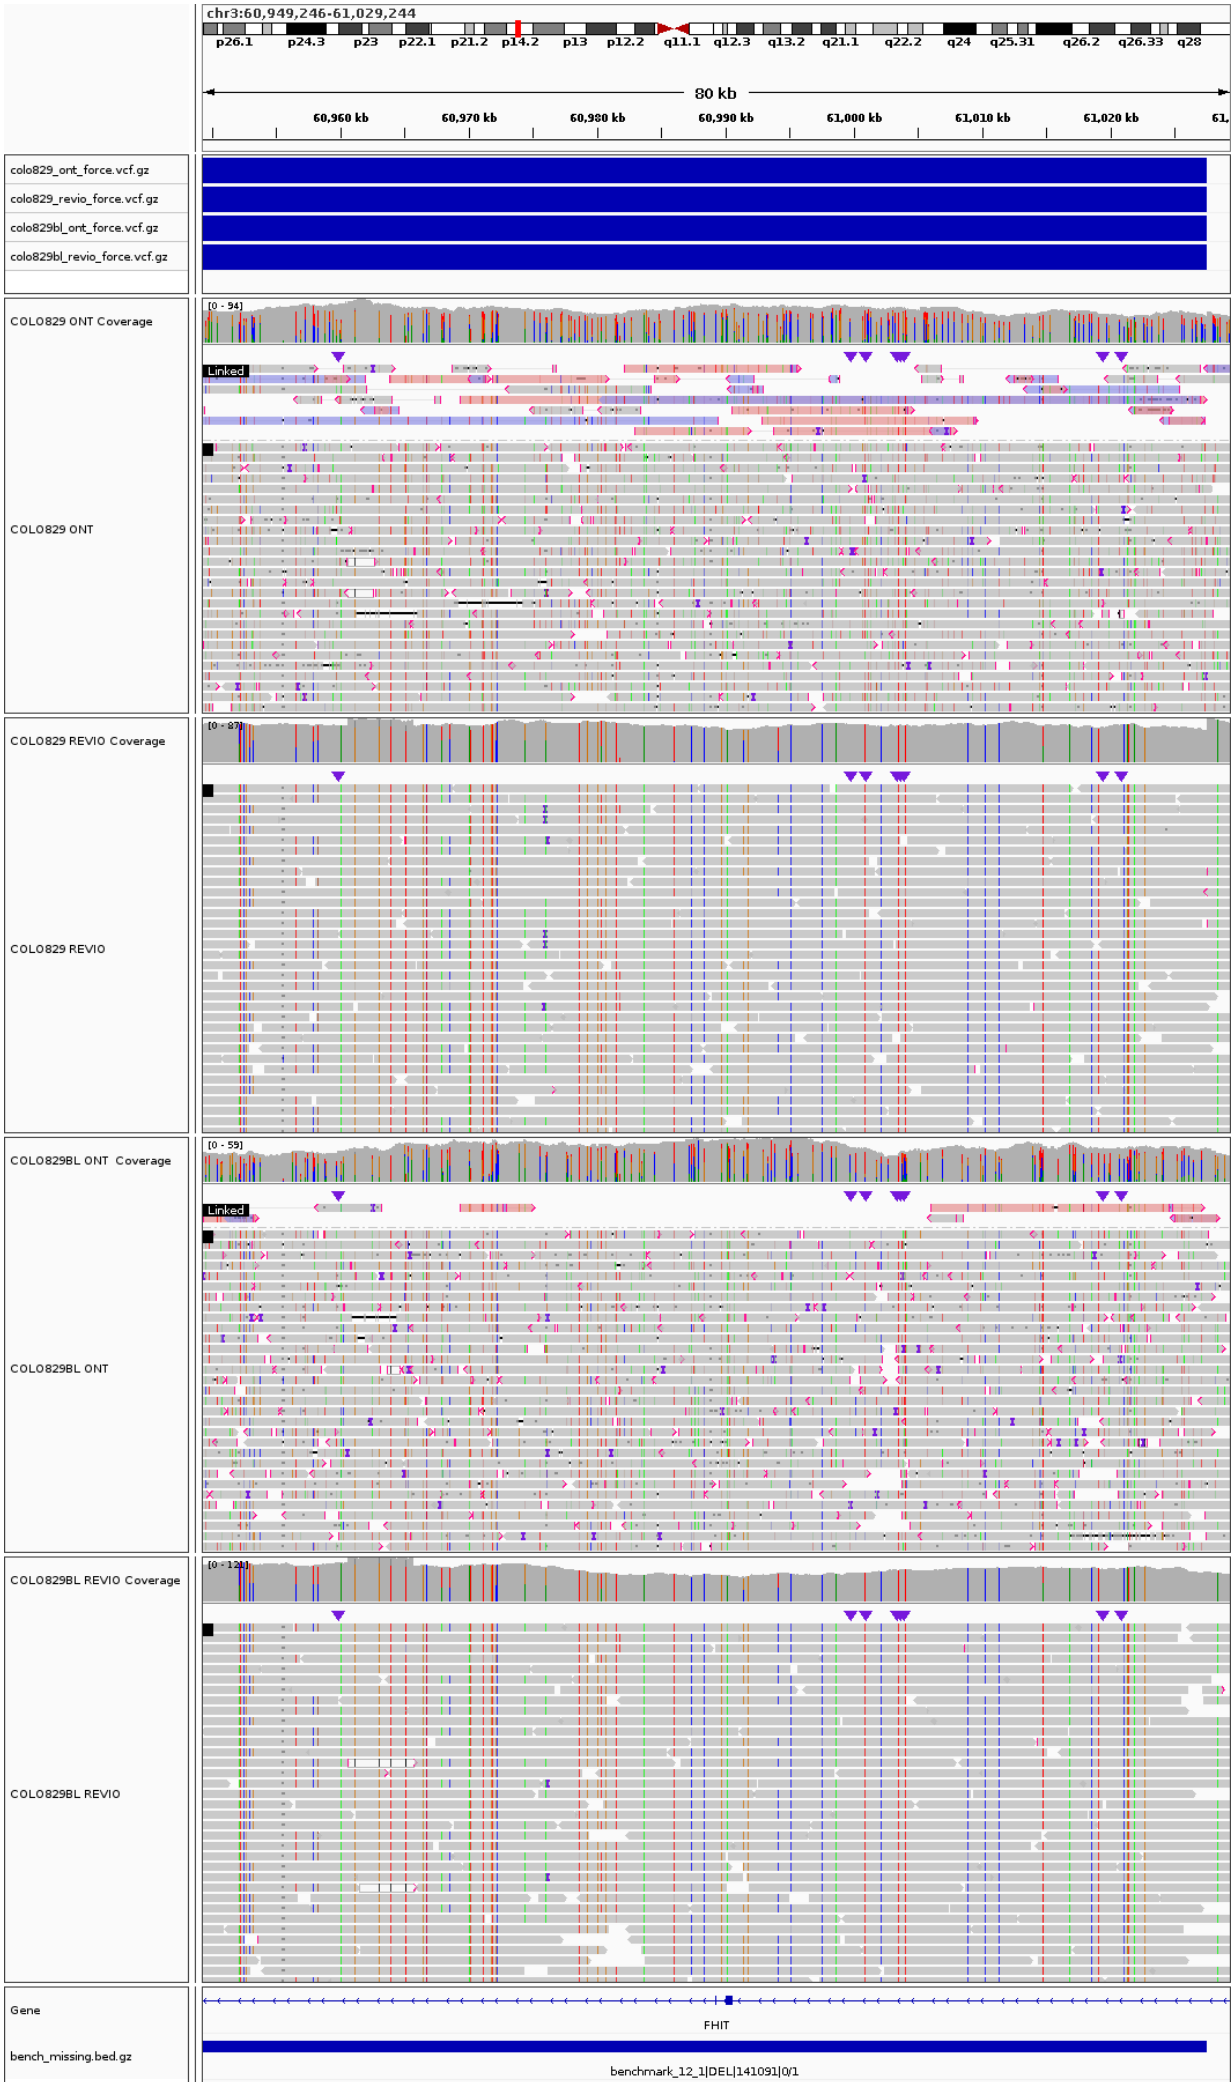 chr3:60,949,246-61,029,244
p26.1 p24.3 p23 p22.1 p21.2 p14.2 p13 p12.2 q11.1 q12.3 q13.2 q21.1 q22.2 q24 q25.31 q26.2 q26.33 q28
80 kb
60,960 kb 60,970 kb 60,980 kb 60,990 kb 61,000 kb 61,010 kb 61,020 kb 61,
colo829_ont_force.vcf.gz
colo829_revio_force.vcf.gz
colo829bl_ont_force.vcf.gz
colo829bl_revio_force.vcf.gz
[0 - 94]
COLO829 ONT Coverage
Linked
COLO829 ONT
[0 - 87]
COLO829 REVIO Coverage
COLO829 REVIO
[0 - 59]
COLO829BL ONT Coverage
Linked
COLO829BL ONT
[0 - 121]
COLO829BL REVIO Coverage
COLO829BL REVIO
Gene
FHIT
bench_missing.bed.gz
benchmark_12_1|DEL|141091|0/1